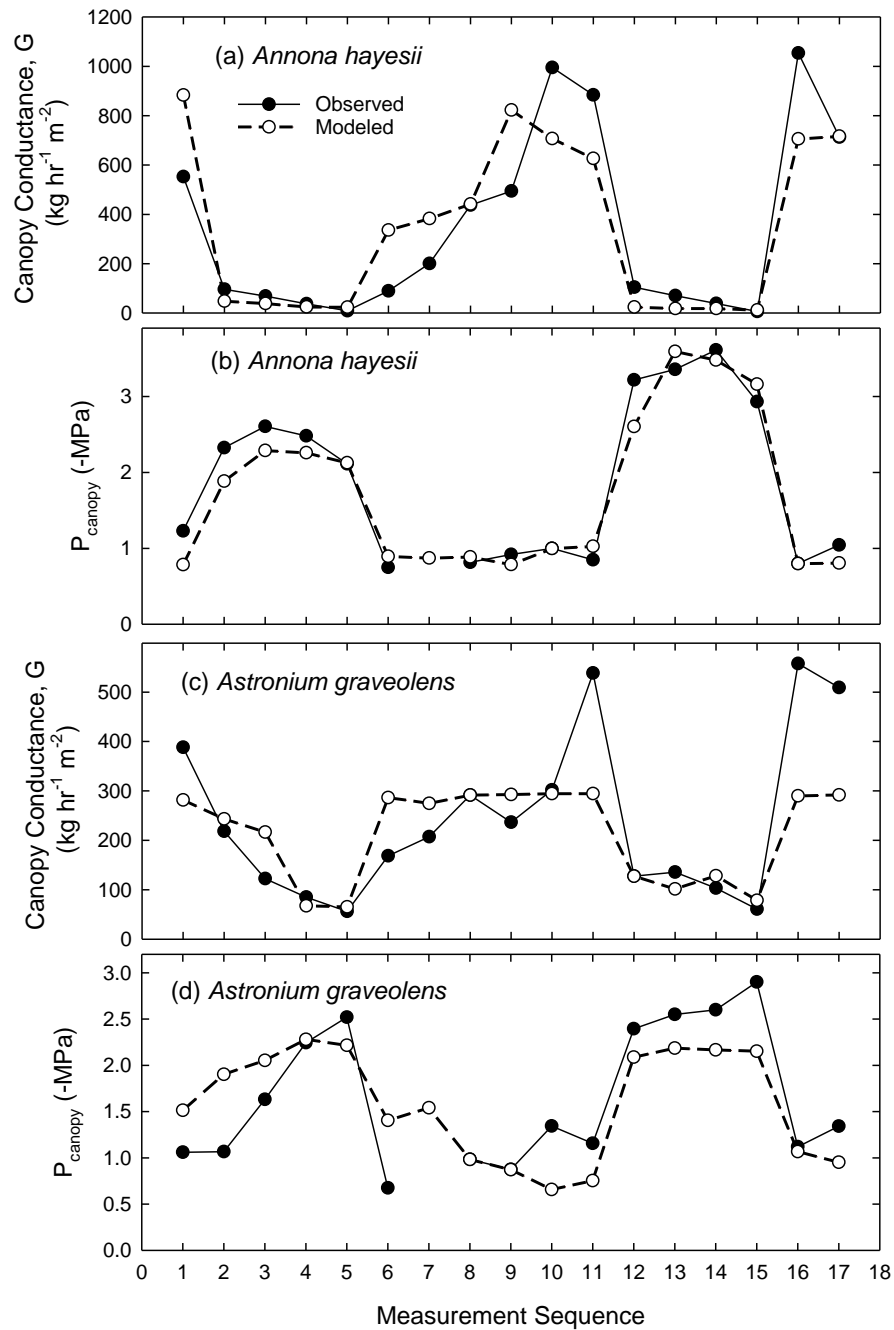 1200
(a) Annona hayesii
1000
Observed
800
Modeled
600
400
200
0
Canopy Conductance, G
(kg hr-1 m-2)
(b) Annona hayesii
3
2
1
0
Pcanopy (-MPa)
(c) Astronium graveolens
500
400
300
200
100
0
Canopy Conductance, G
(kg hr-1 m-2)
3.0
(d) Astronium graveolens
2.5
2.0
1.5
1.0
0.5
0.0
Pcanopy (-MPa)
0 1 2 3 4 5 6 7 8 9 10 11 12 13 14 15 16 17 18
Measurement Sequence